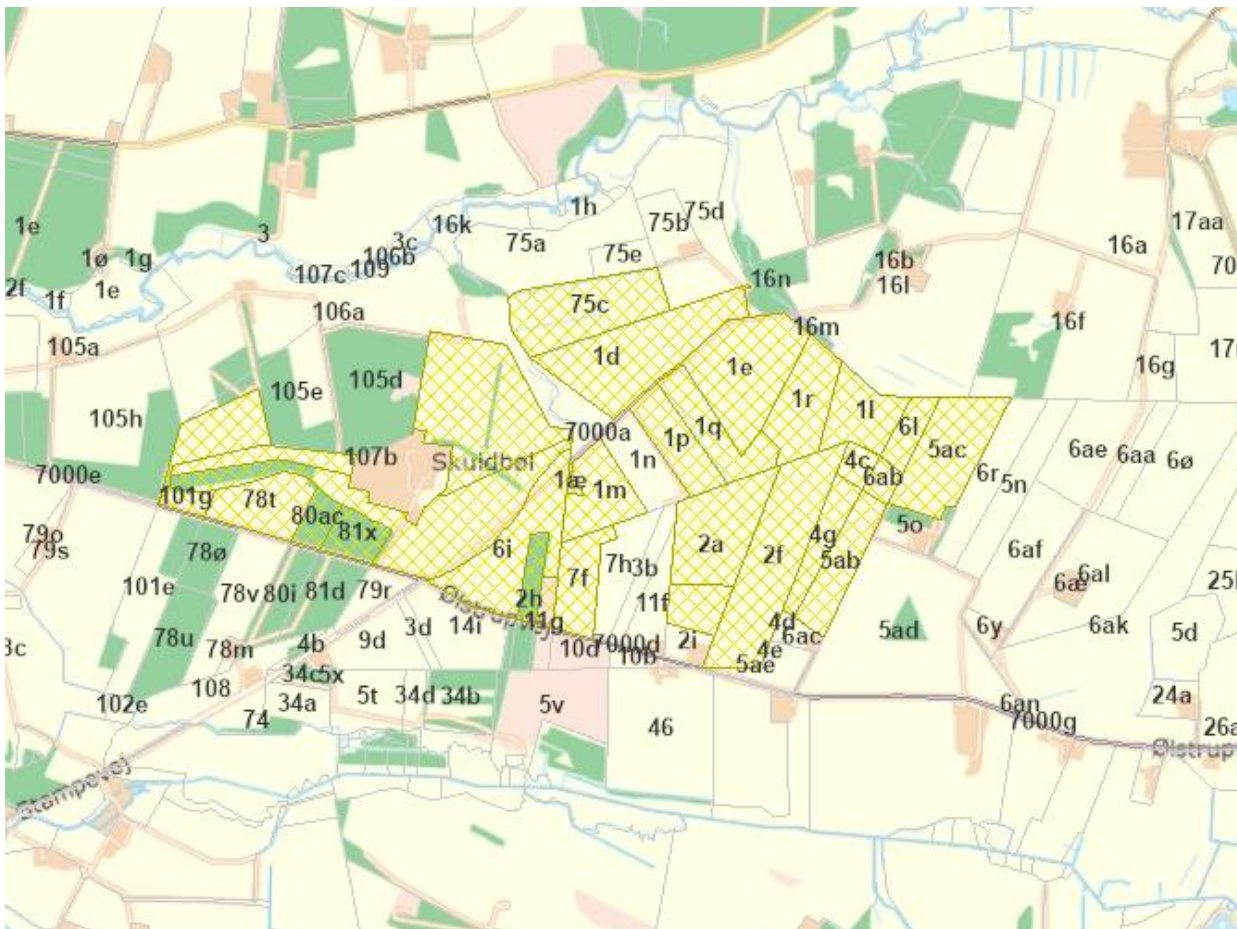 17aa
1e
3
16k
1h
75b
75d
16a
1ø
1g
3c
106b
75a
75e
16b
70
2f
1f
1e
107c
109
16n
16l
106a
75c
16m
16f
105a
1d
1e
16g
105e
105d
1r
105h
1l
6l
7000a
1p
1q
5ac
6ae
6aa
6ø
107b
Skuldbøl
1n
4c
6ab
6r
5n
7000e
101g
78t
1æ
1m
80ac
81x
4g
5o
79o
79s
78ø
6i
2a
2f
5ab
6af
7h
3b
7f
101e
78v
80i
81d
79r
2h
11f
6æ
6al
Ølstrupvej
11g
4d
78u
78m
4b
9d
3d
14i
10d
7000d
10b
2i
4e
6ac
5ad
6y
6ak
5d
3c
34c
5x
5ae
108
102e
74
34a
5t
34d
34b
5v
46
6an
7000g
24a
26a
Stampevej